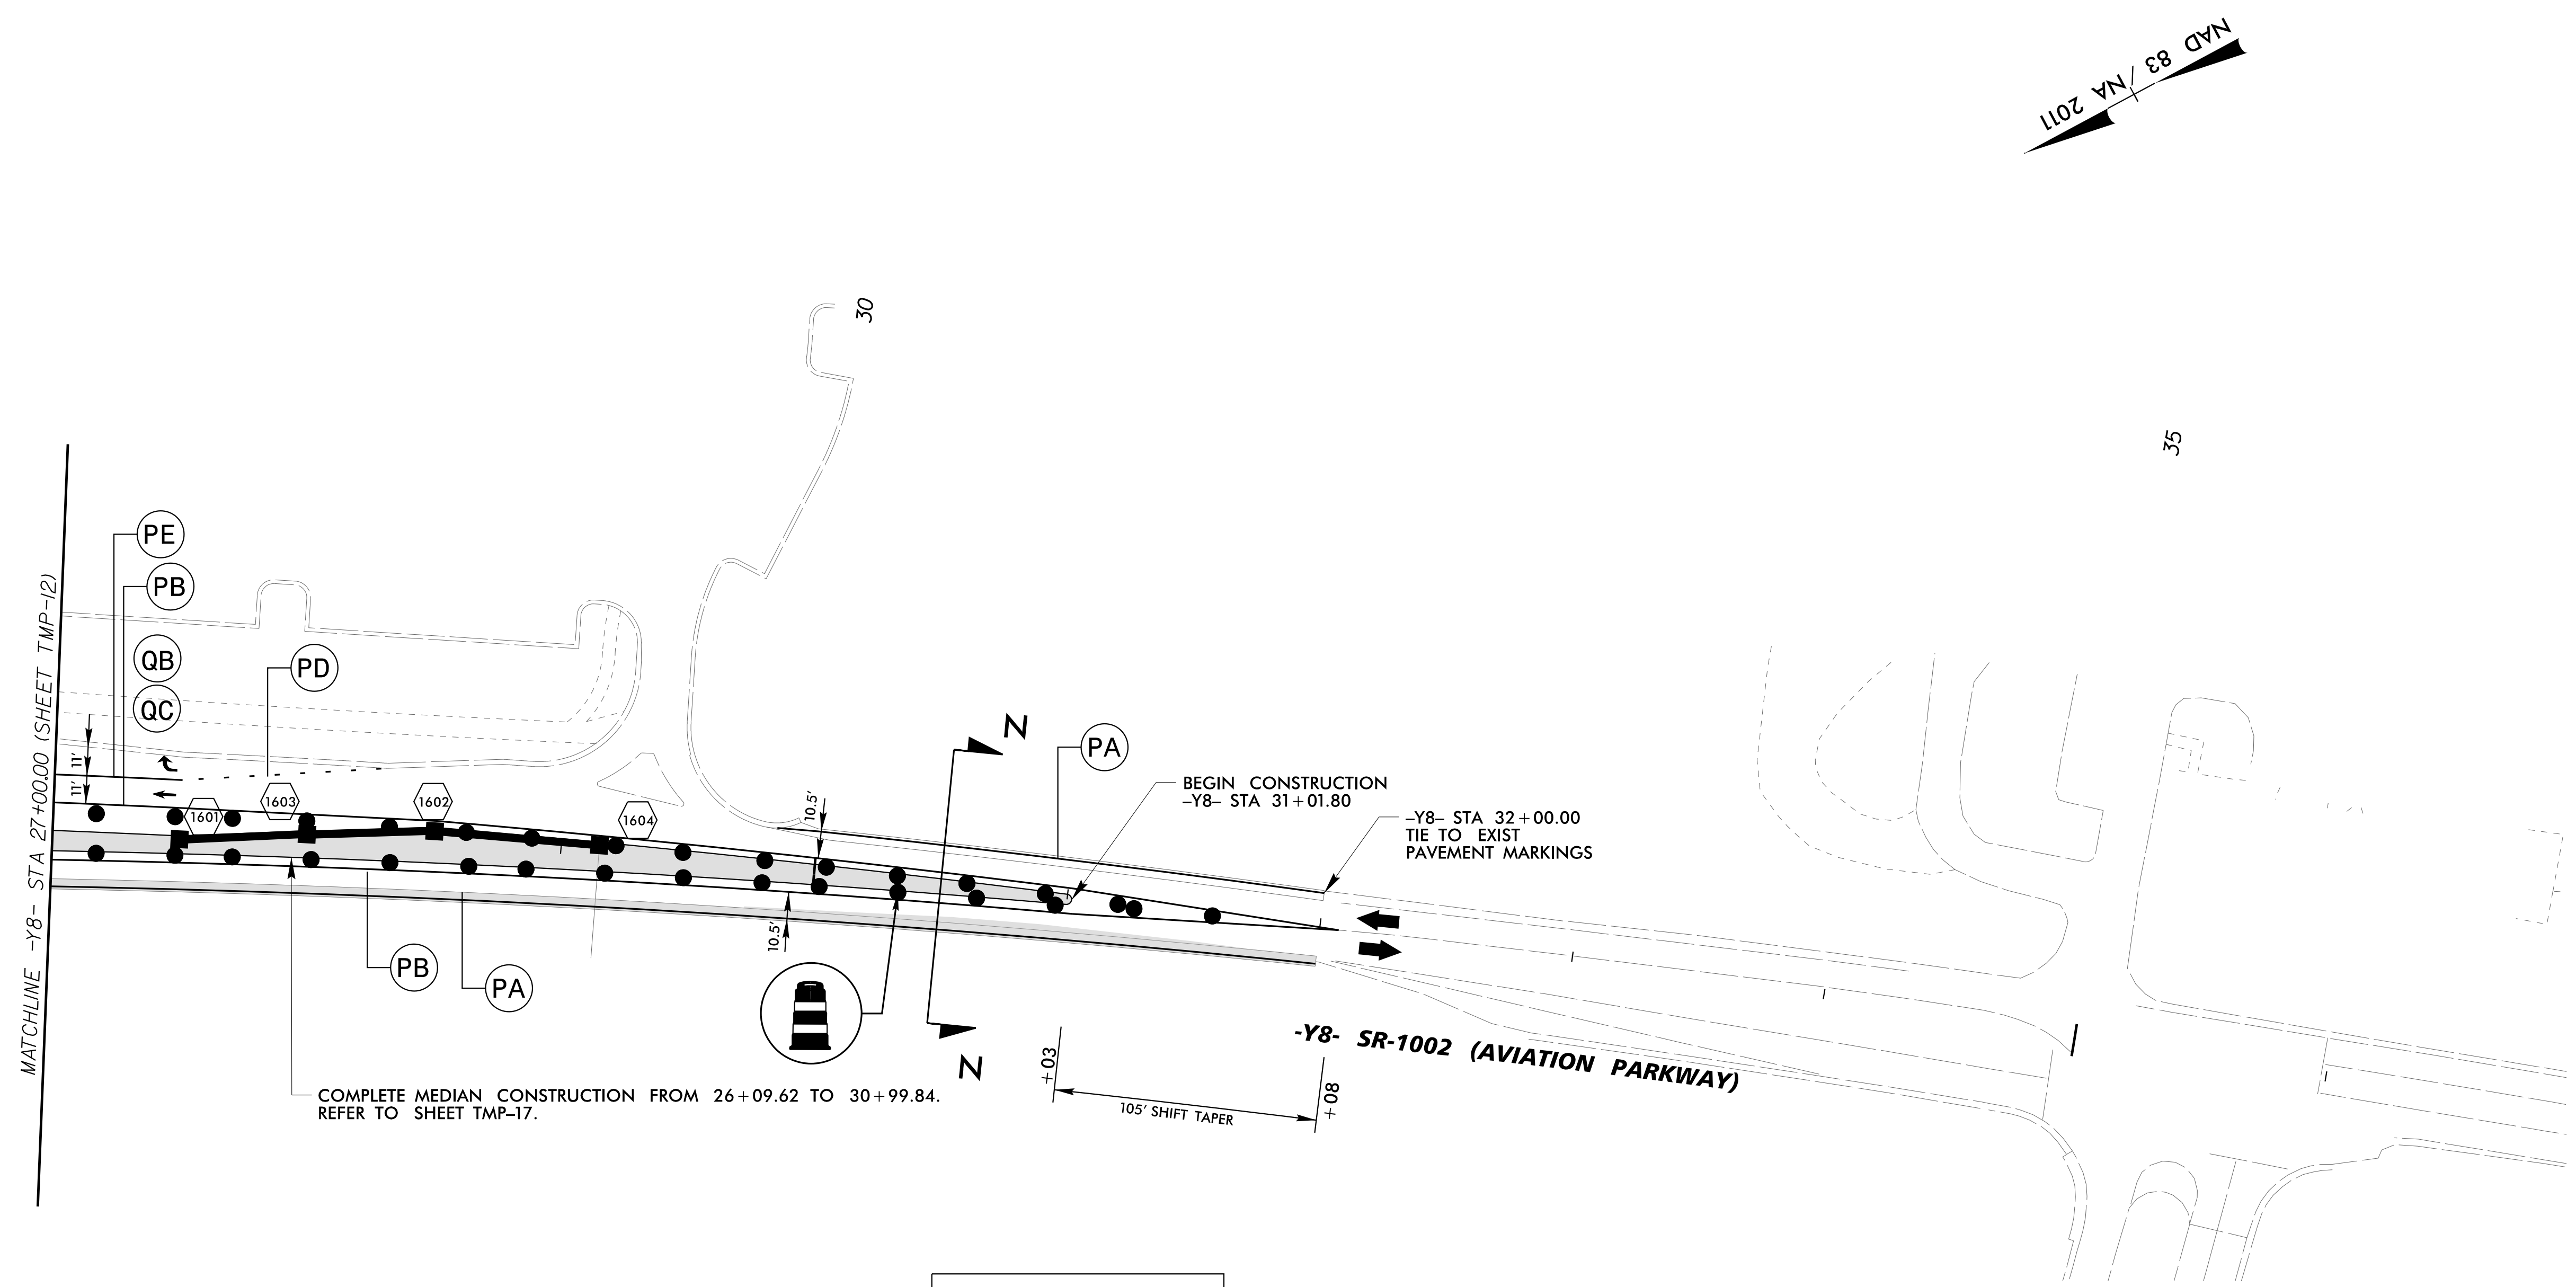 NAD 83 / NA 2011
30
35
MATCHLINE -Y8- STA 27+00.00 (SHEET TMP-12)
PE
PB
QB
QC
PD
11'
11'
1601
1603
1602
1604
10.5'
10.5'
N
N
PA
BEGIN CONSTRUCTION
-Y8- STA 31+01.80
-Y8- STA 32+00.00
TIE TO EXIST
PAVEMENT MARKINGS
PB
PA
COMPLETE MEDIAN CONSTRUCTION FROM 26+09.62 TO 30+99.84.
REFER TO SHEET TMP-17.
+03
105' SHIFT TAPER
+08
-Y8- SR-1002 (AVIATION PARKWAY)